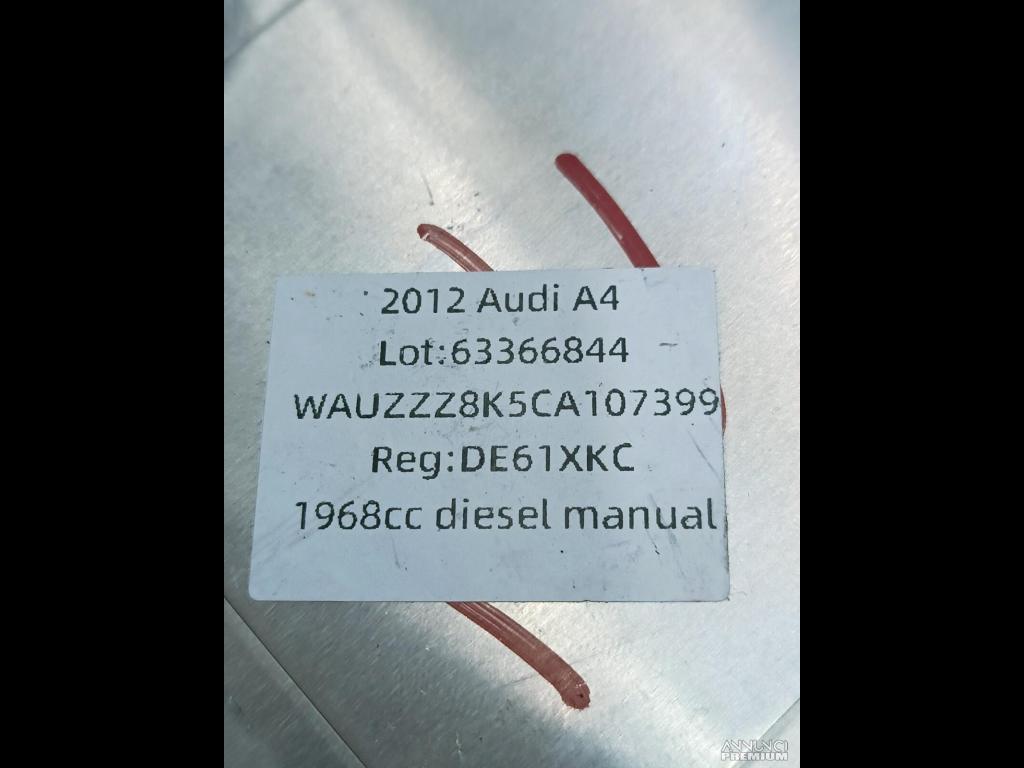 2012 Audi A4
Lot:63366844
WAUZZZ8K5CA107399
Reg:DE61XKC
1968cc diesel manual
ANNUNCI
PREMIUM